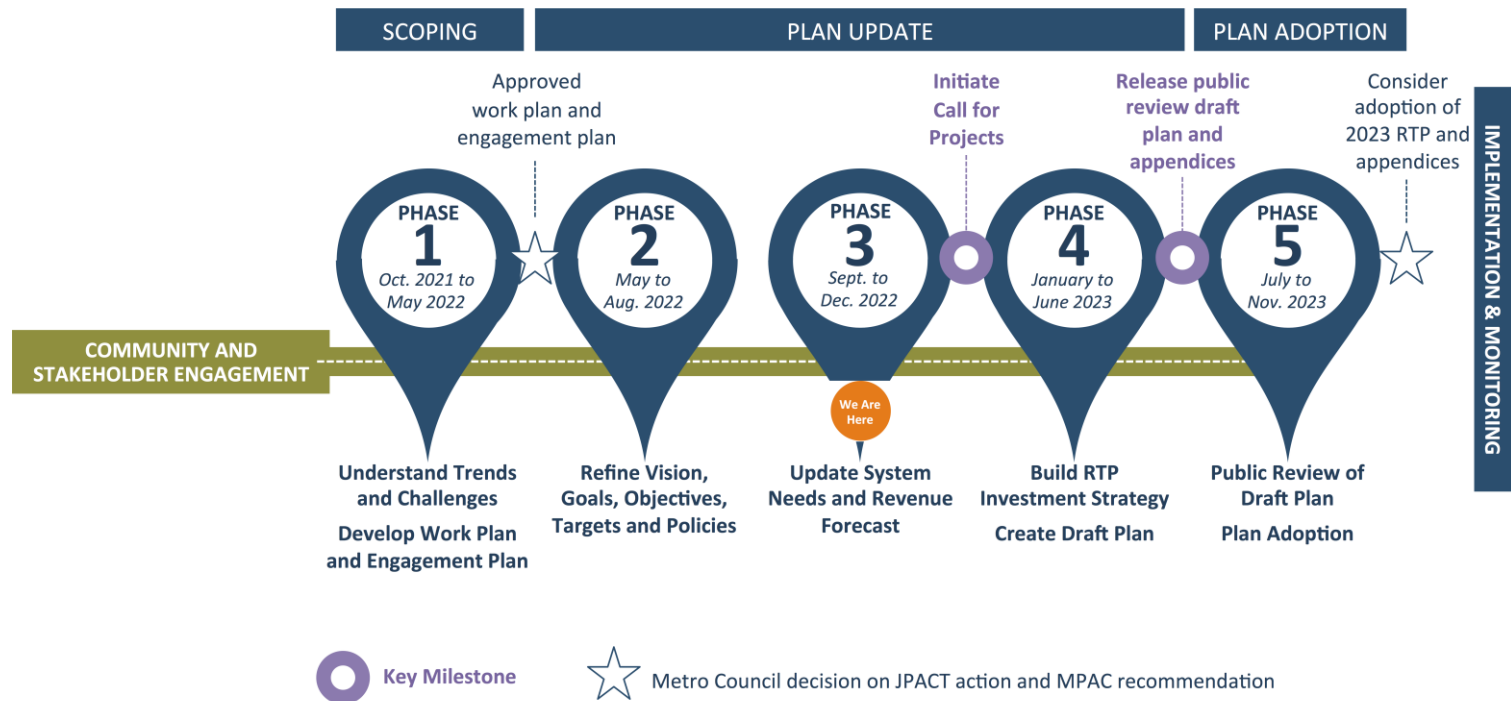 SCOPING
PLAN UPDATE
PLAN ADOPTION
Approved
work plan and
engagement plan
Initiate
Call for
Projects
Release public
review draft
plan and
appendices
Consider
adoption of
2023 RTP and
appendices
IMPLEMENTATION & MONITORING
PHASE
1
Oct. 2021 to
May 2022
PHASE
2
May to
Aug. 2022
PHASE
3
Sept. to
Dec. 2022
PHASE
4
January to
June 2023
PHASE
5
July to
Nov. 2023
COMMUNITY AND
STAKEHOLDER ENGAGEMENT
We Are
Here
Understand Trends
and Challenges
Develop Work Plan
and Engagement Plan
Refine Vision,
Goals, Objectives,
Targets and Policies
Update System
Needs and Revenue
Forecast
Build RTP
Investment Strategy
Create Draft Plan
Public Review of
Draft Plan
Plan Adoption
Key Milestone
Metro Council decision on JPACT action and MPAC recommendation